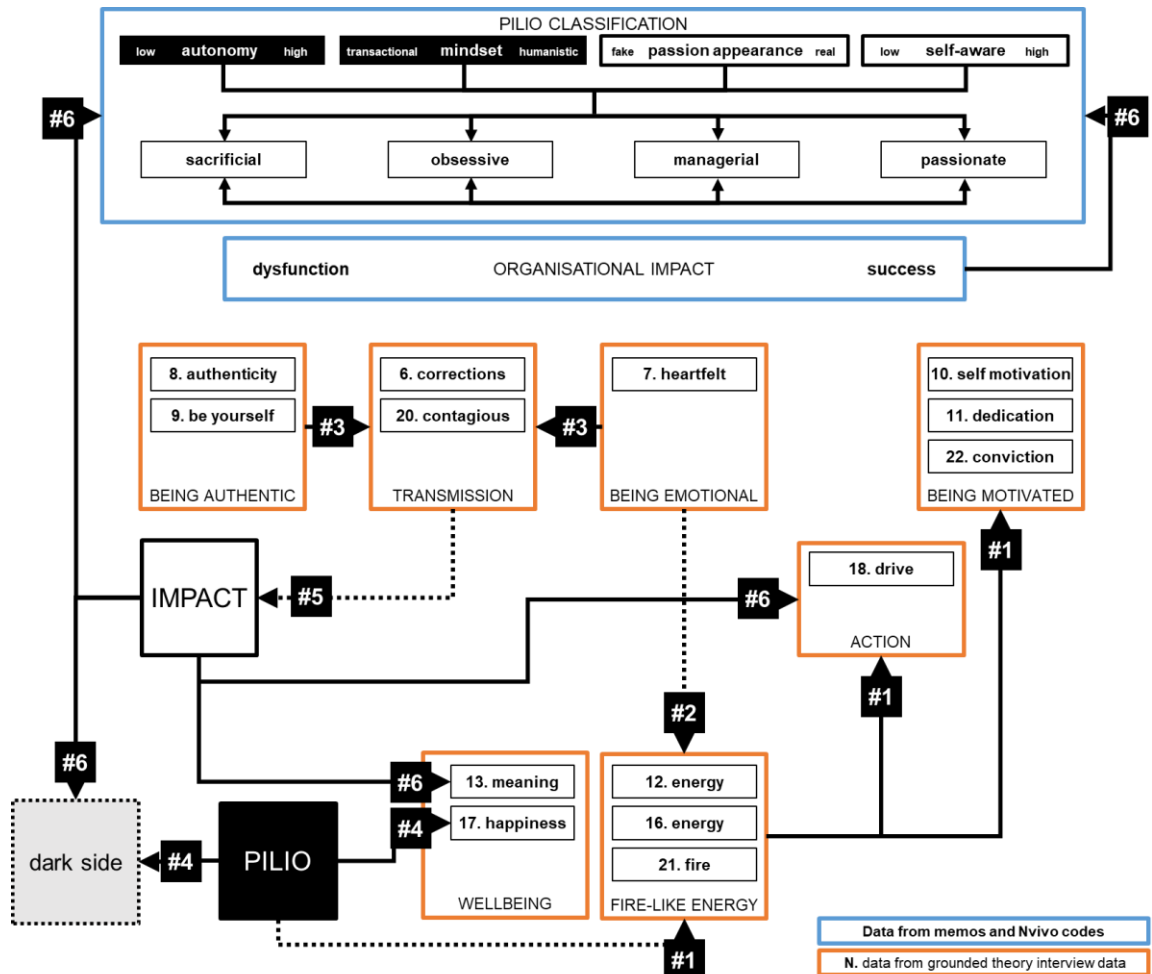 PILIO CLASSIFICATION
low autonomy high
transactional mindset humanistic
fake passion appearance real
low self-aware high
#6
#6
sacrificial
obsessive
managerial
passionate
dysfunction ORGANISATIONAL IMPACT success
8. authenticity
9. be yourself
BEING AUTHENTIC
#3
6. corrections
20. contagious
TRANSMISSION
#3
7. heartfelt
BEING EMOTIONAL
10. self motivation
11. dedication
22. conviction
BEING MOTIVATED
#1
18. drive
ACTION
#6
IMPACT
#5
#1
#2
#6
#6
13. meaning
17. happiness
WELLBEING
#4
12. energy
16. energy
21. fire
FIRE-LIKE ENERGY
dark side
#4
PILIO
#1
Data from memos and Nvivo codes
N. data from grounded theory interview data